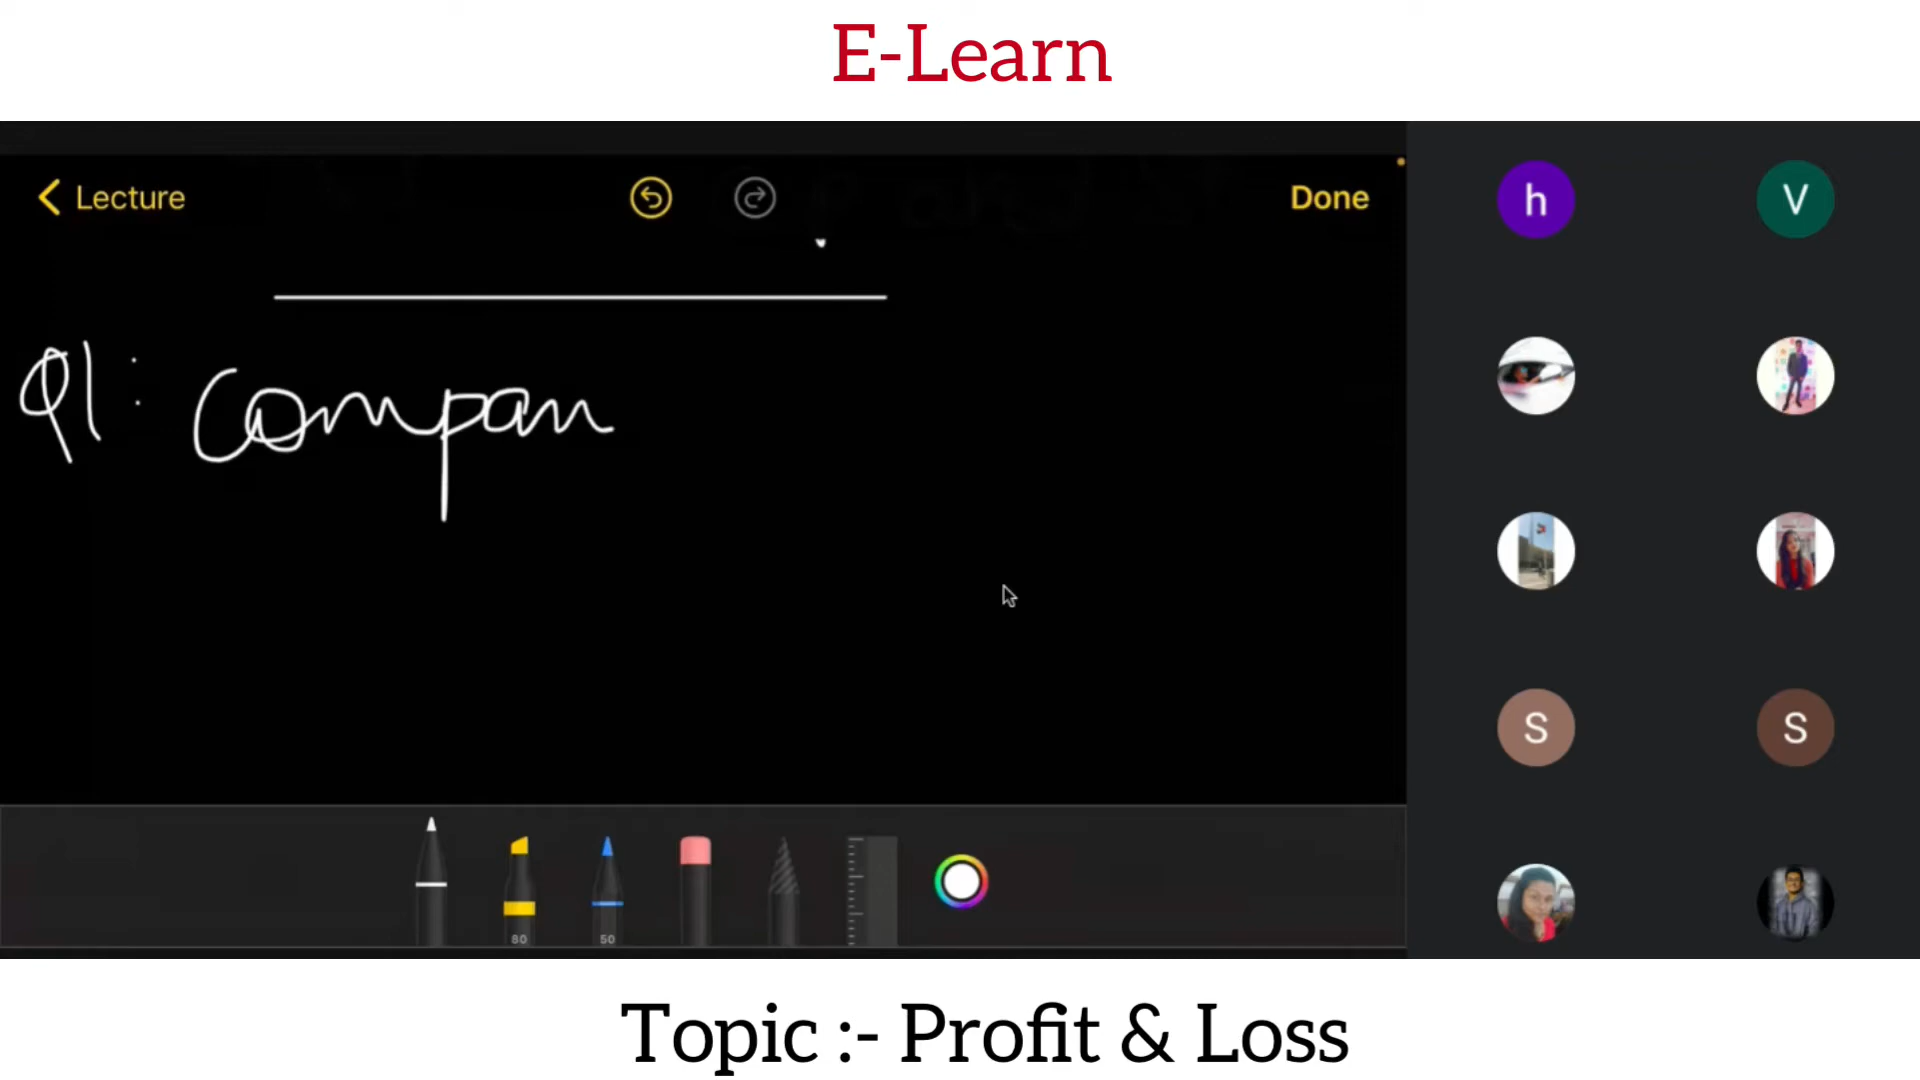 E-Learn
Lecture
Done
Q1: Compan
80
50
h
V
S
S
Topic :- Profit & Loss